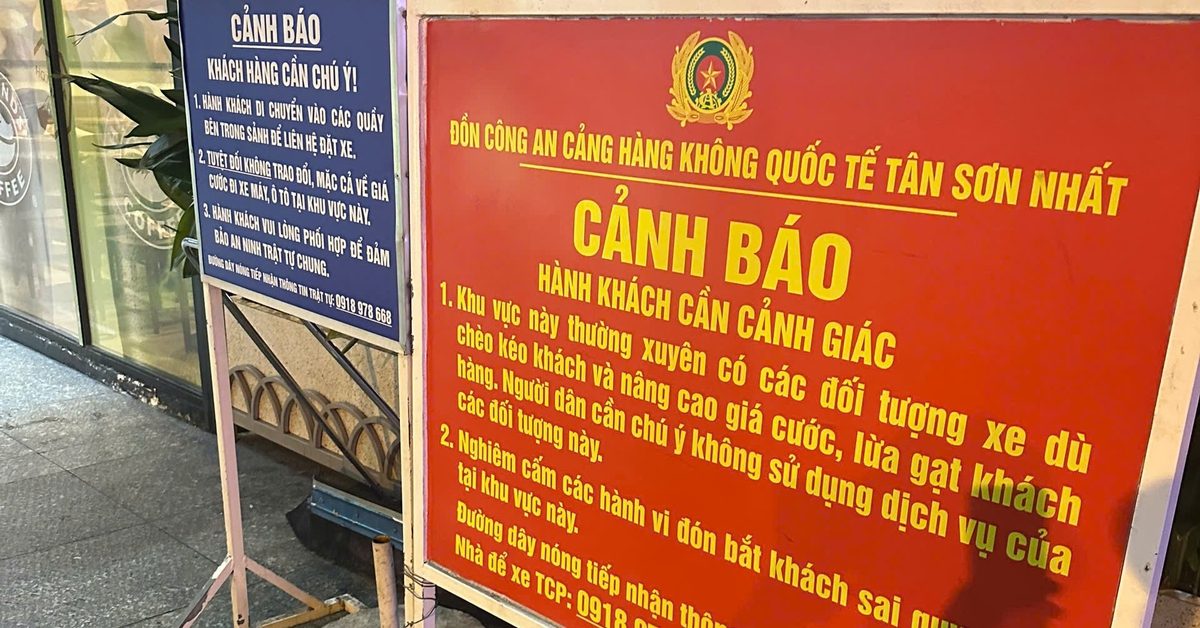 CẢNH BÁO
KHÁCH HÀNG CẦN CHÚ Ý!
1. HÀNH KHÁCH DI CHUYỂN VÀO CÁC QUẦY
BÊN TRONG SẢNH ĐỂ LIÊN HỆ ĐẶT XE.
2. TUYỆT ĐỐI KHÔNG TRAO ĐỔI, MẶC CẢ VỀ GIÁ
CƯỚC ĐI XE MÁY, Ô TÔ TẠI KHU VỰC NÀY.
3. HÀNH KHÁCH VUI LÒNG PHỐI HỢP ĐỂ ĐẢM
BẢO AN NINH TRẬT TỰ CHUNG.
ĐƯỜNG DÂY NÓNG TIẾP NHẬN THÔNG TIN TRẬT TỰ: 0918 978 668
ĐỒN CÔNG AN CẢNG HÀNG KHÔNG QUỐC TẾ TÂN SƠN NHẤT
CẢNH BÁO
HÀNH KHÁCH CẦN CẢNH GIÁC
1. Khu vực này thường xuyên có các đối tượng xe dù
chèo kéo khách và nâng cao giá cước, lừa gạt khách
hàng. Người dân cần chú ý không sử dụng dịch vụ của
các đối tượng này.
2. Nghiêm cấm các hành vi đón bắt khách sai
tại khu vực này.
Đường dây nóng tiếp nhận
Nhà để xe TCP: 0918
COFFEE